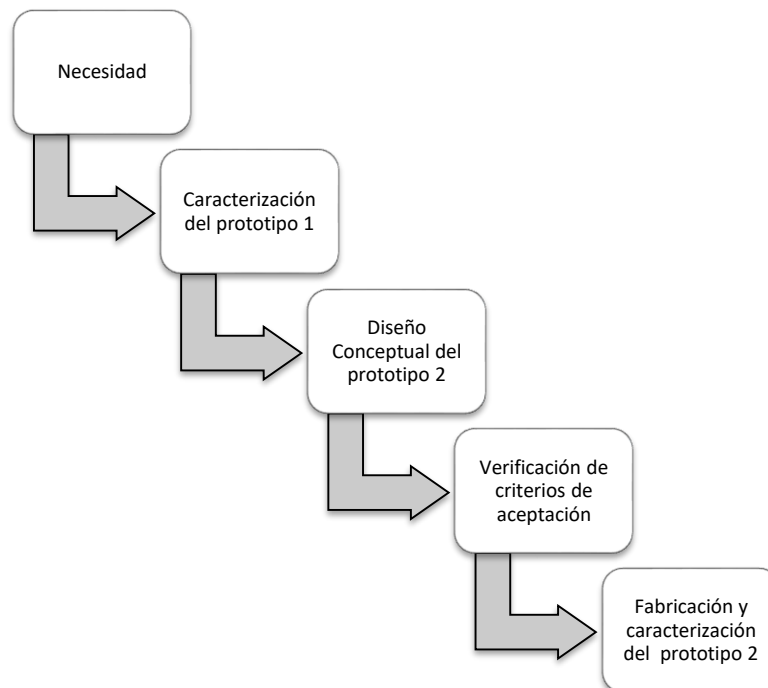 Necesidad
Caracterización
del prototipo 1
Diseño
Conceptual del
prototipo 2
Verificación de
criterios de
aceptación
Fabricación y
caracterización
del prototipo 2